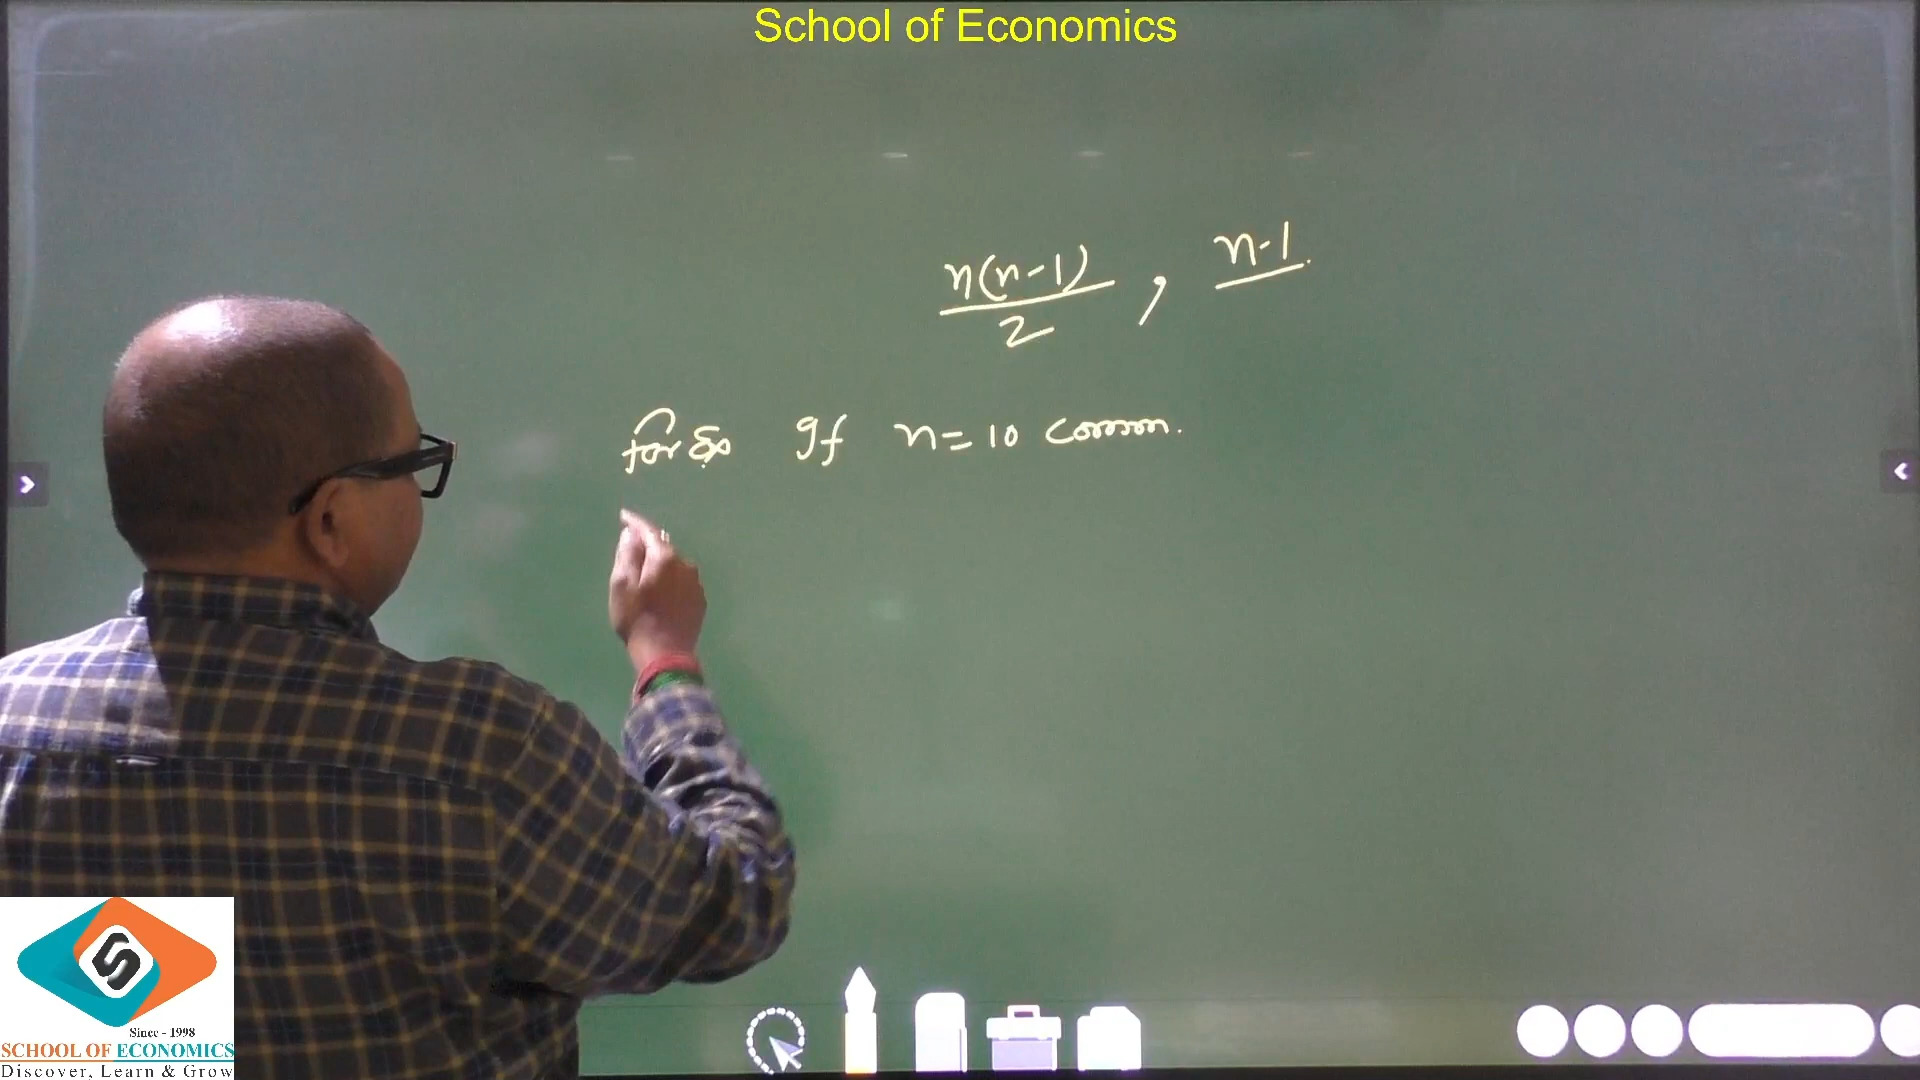 School of Economics
n(n-1)/2 , n-1
for ex If n=10 comm.
Since - 1998
SCHOOL OF ECONOMICS
Discover, Learn & Grow